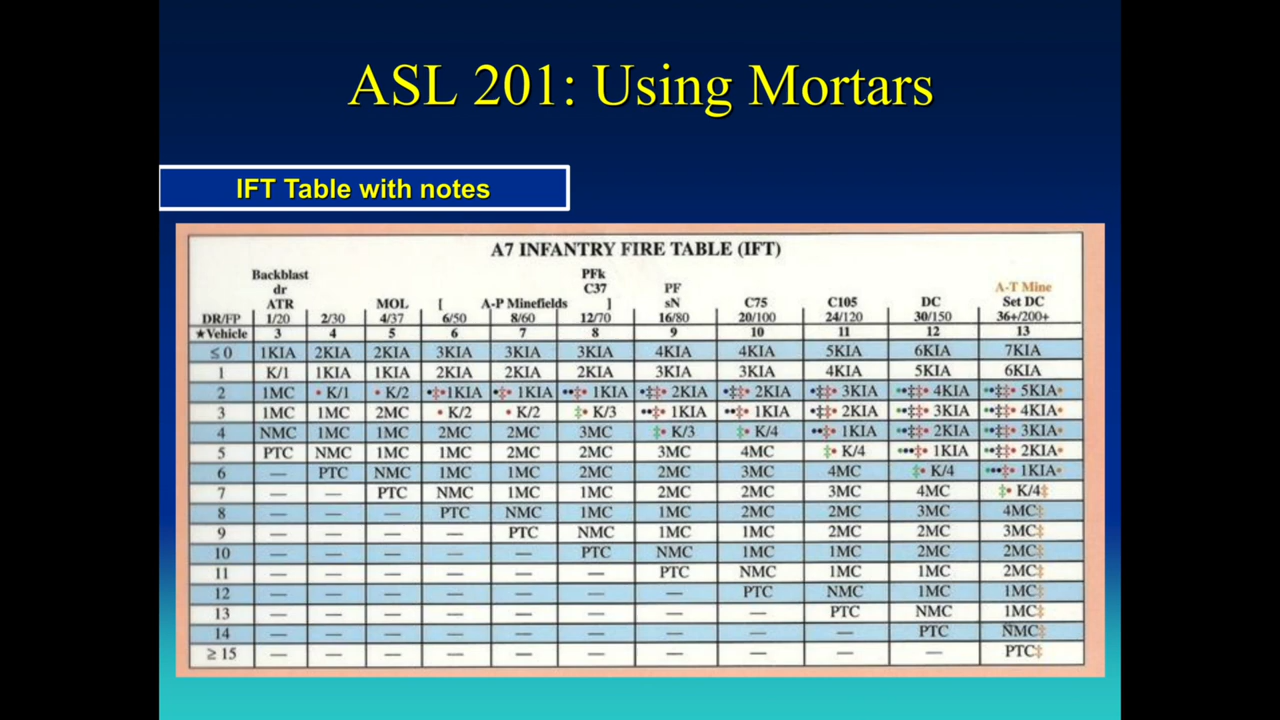 ASL 201: Using Mortars
IFT Table with notes
A7 INFANTRY FIRE TABLE (IFT)
Backblast PFk
dr C37 PF A-T Mine
ATR MOL [ A-P Minefields ] sN C75 C105 DC Set DC
DR/FP 1/20 2/30 4/37 6/50 8/60 12/70 16/80 20/100 24/120 30/150 36+/200+
★Vehicle 3 4 5 6 7 8 9 10 11 12 13
≤ 0 1KIA 2KIA 2KIA 3KIA 3KIA 3KIA 4KIA 4KIA 5KIA 6KIA 7KIA
1 K/1 1KIA 1KIA 2KIA 2KIA 2KIA 3KIA 3KIA 4KIA 5KIA 6KIA
2 1MC • K/1 • K/2 •‡•1KIA •‡• 1KIA ••‡• 1KIA •‡‡• 2KIA •‡‡• 2KIA •‡‡• 3KIA ••‡‡• 4KIA ••‡‡• 5KIA•
3 1MC 1MC 2MC • K/2 • K/2 ‡• K/3 ••‡• 1KIA ••‡• 1KIA •‡‡• 2KIA ••‡‡• 3KIA ••‡‡• 4KIA•
4 NMC 1MC 1MC 2MC 2MC 3MC ‡• K/3 ‡• K/4 ••‡• 1KIA ••‡‡• 2KIA ••‡‡• 3KIA•
5 PTC NMC 1MC 1MC 2MC 2MC 3MC 4MC ‡• K/4 •••‡• 1KIA ••‡‡• 2KIA•
6 — PTC NMC 1MC 1MC 2MC 2MC 3MC 4MC ‡• K/4 •••‡• 1KIA•
7 — — PTC NMC 1MC 1MC 2MC 2MC 3MC 4MC ‡• K/4‡
8 — — — PTC NMC 1MC 1MC 2MC 2MC 3MC 4MC‡
9 — — — — PTC NMC 1MC 1MC 2MC 2MC 3MC‡
10 — — — — — PTC NMC 1MC 1MC 2MC 2MC‡
11 — — — — — — PTC NMC 1MC 1MC 2MC‡
12 — — — — — — — PTC NMC 1MC 1MC‡
13 — — — — — — — — PTC NMC 1MC‡
14 — — — — — — — — — PTC NMC‡
≥ 15 — — — — — — — — — — PTC‡